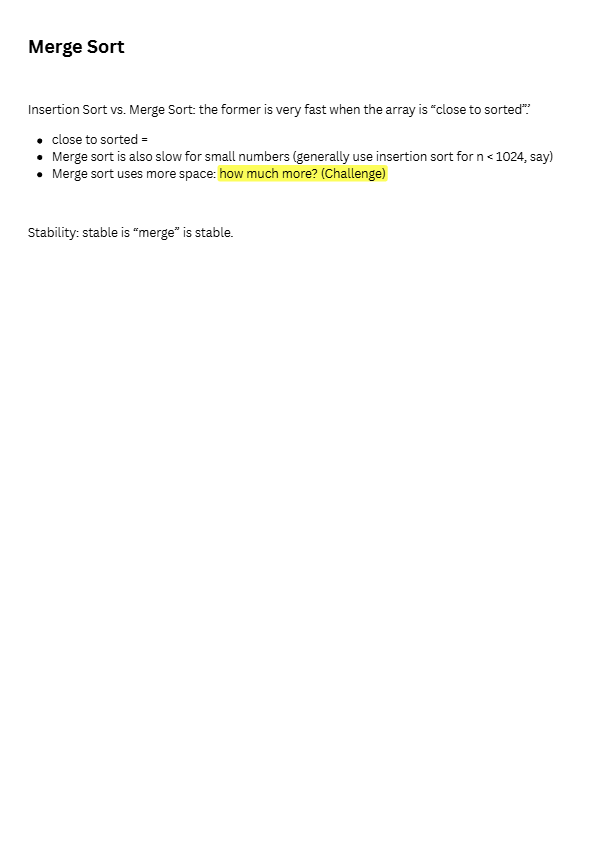 Merge Sort
Insertion Sort vs. Merge Sort: the former is very fast when the array is “close to sorted”.’
• close to sorted =
• Merge sort is also slow for small numbers (generally use insertion sort for n < 1024, say)
• Merge sort uses more space: how much more? (Challenge)
Stability: stable is “merge” is stable.